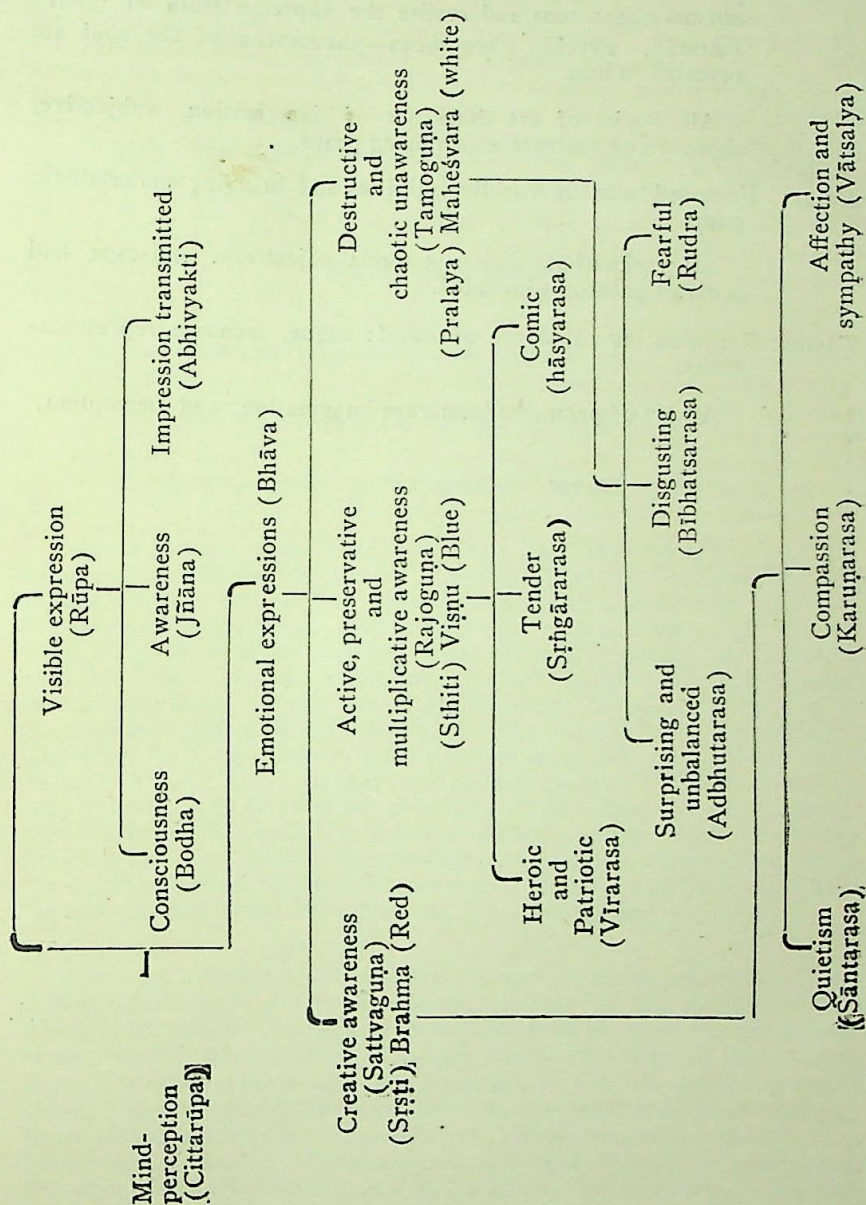 Mind-
perception
(Cittarūpa)
Visible expression
(Rūpa)
Consciousness
(Bodha)
Awareness
(Jñāna)
Impression transmitted
(Abhivyakti)
Emotional expressions (Bhāva)
Creative awareness
(Sattvaguṇa)
(Sṛṣṭi) Brahma (Red)
Active, preservative
and
multiplicative awareness
(Rajoguṇa)
(Sthiti) Viṣṇu (Blue)
Destructive
and
chaotic unawareness
(Tamoguṇa)
(Pralaya) Maheśvara (white)
Heroic
and
Patriotic
(Virarasa)
Tender
(Sṛṅgārarasa)
Comic
(hāsyarasa)
Surprising and
unbalanced
(Adbhutarasa)
Disgusting
(Bībhatsarasa)
Fearful
(Rudra)
Quietism
(Śāntarasa)
Compassion
(Karuṇarasa)
Affection and
sympathy (Vātsalya)